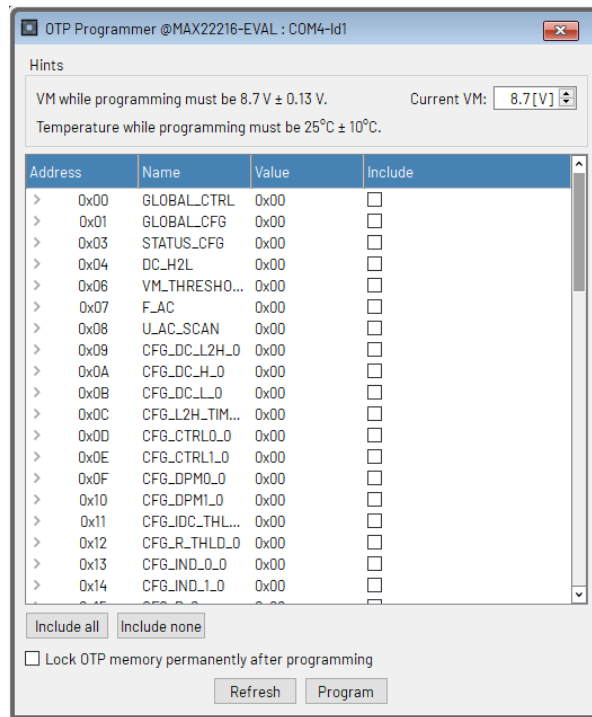 OTP Programmer @MAX22216-EVAL : COM4-Id1
Hints
VM while programming must be 8.7 V ± 0.13 V. Current VM: 8.7[V]
Temperature while programming must be 25°C ± 10°C.
Address Name Value Include
0x00 GLOBAL_CTRL 0x00
0x01 GLOBAL_CFG 0x00
0x03 STATUS_CFG 0x00
0x04 DC_H2L 0x00
0x06 VM_THRESHO... 0x00
0x07 F_AC 0x00
0x08 U_AC_SCAN 0x00
0x09 CFG_DC_L2H_0 0x00
0x0A CFG_DC_H_0 0x00
0x0B CFG_DC_L_0 0x00
0x0C CFG_L2H_TIM... 0x00
0x0D CFG_CTRL0_0 0x00
0x0E CFG_CTRL1_0 0x00
0x0F CFG_DPM0_0 0x00
0x10 CFG_DPM1_0 0x00
0x11 CFG_IDC_THL... 0x00
0x12 CFG_R_THLD_0 0x00
0x13 CFG_IND_0_0 0x00
0x14 CFG_IND_1_0 0x00
Include all Include none
Lock OTP memory permanently after programming
Refresh Program